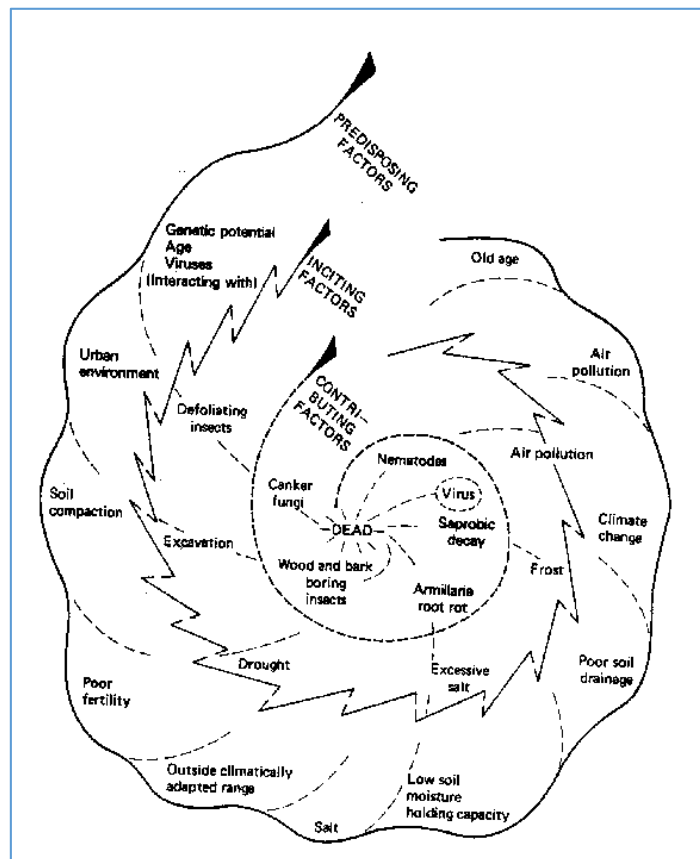 PREDISPOSING
FACTORS
Genetic potential
Age
Viruses
(Interacting with)
INCITING
FACTORS
Old age
Urban
environment
CONTRI–
BUTING
FACTORS
Air
pollution
Defoliating
insects
Nematodes
Air pollution
Canker
fungi
Virus
Soil
compaction
–DEAD–
Saprobic
decay
Climate
change
Excavation
Wood and bark
boring
insects
Armillaria
root rot
Frost
Drought
Excessive
salt
Poor soil
drainage
Poor
fertility
Outside climatically
adapted range
Low soil
moisture
holding capacity
Salt